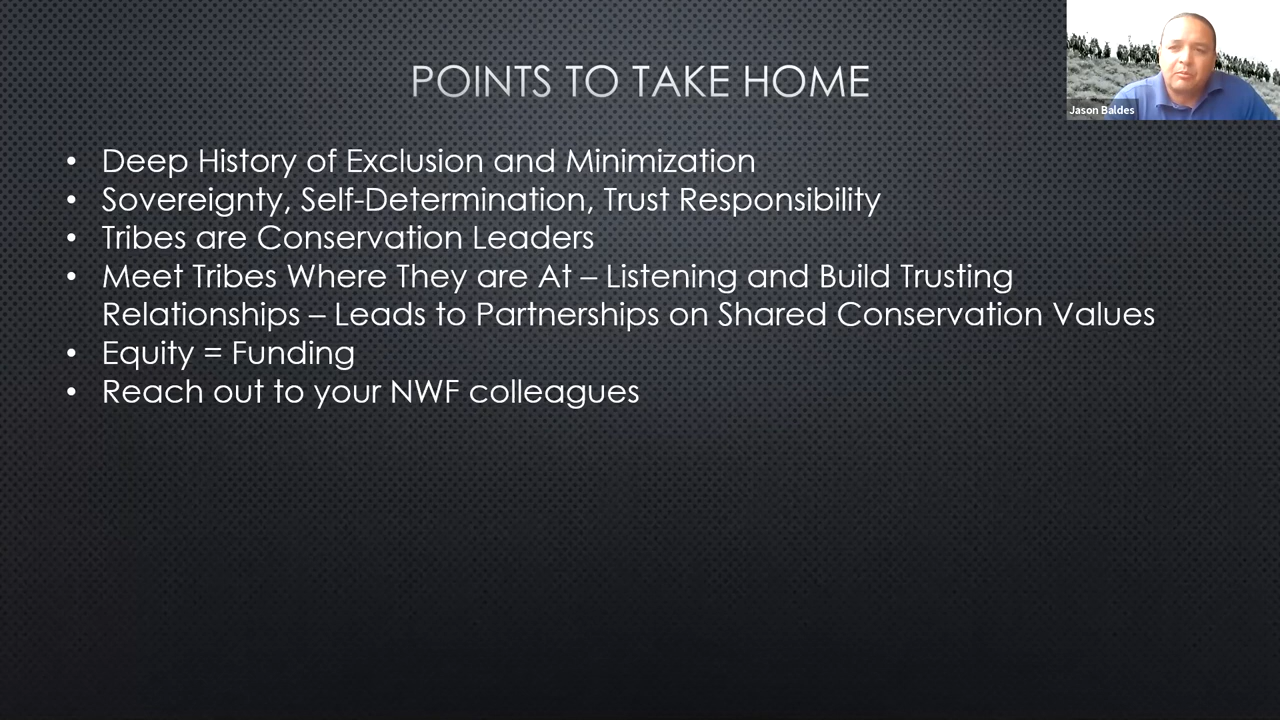 POINTS TO TAKE HOME
Jason Baldes
• Deep History of Exclusion and Minimization
• Sovereignty, Self-Determination, Trust Responsibility
• Tribes are Conservation Leaders
• Meet Tribes Where They are At – Listening and Build Trusting
Relationships – Leads to Partnerships on Shared Conservation Values
• Equity = Funding
• Reach out to your NWF colleagues